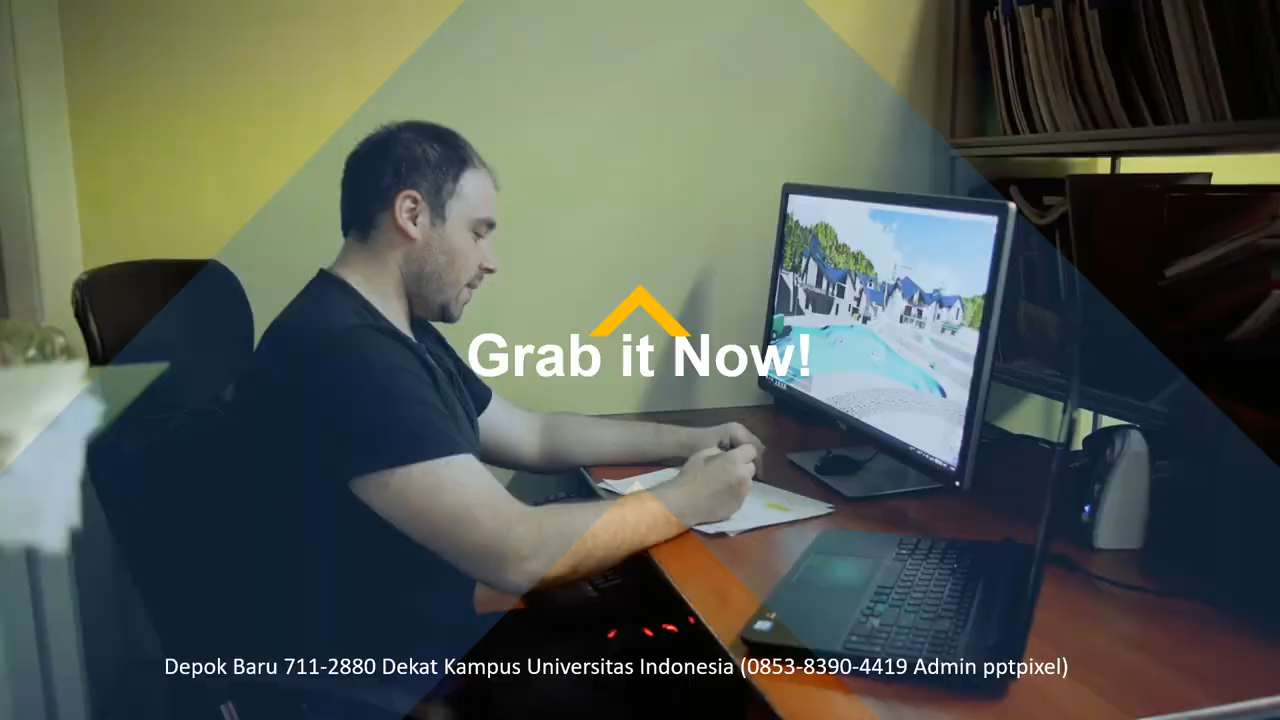 Grab it Now!
Depok Baru 711-2880 Dekat Kampus Universitas Indonesia (0853-8390-4419 Admin pptpixel)